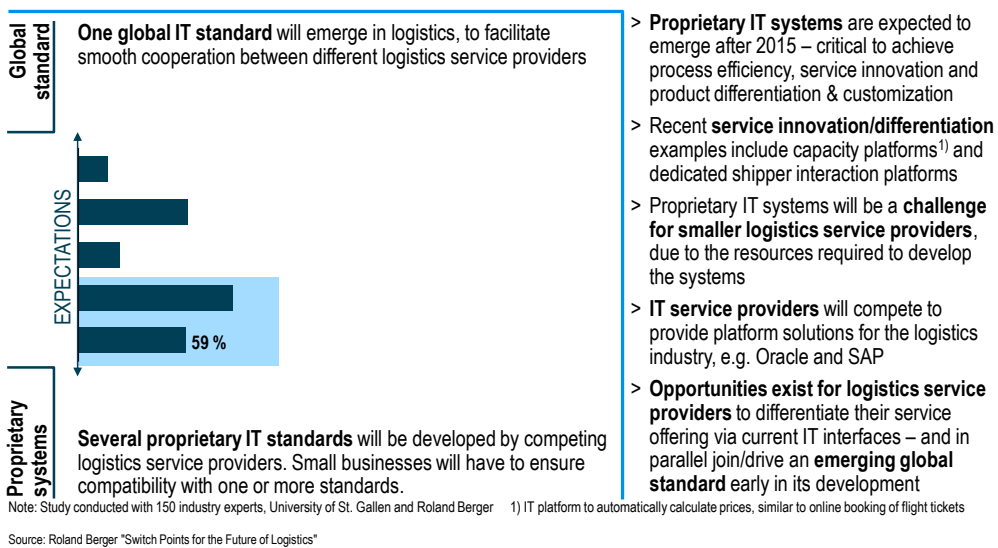 Global
standard
One global IT standard will emerge in logistics, to facilitate
smooth cooperation between different logistics service providers
EXPECTATIONS
59 %
Proprietary
systems
Several proprietary IT standards will be developed by competing
logistics service providers. Small businesses will have to ensure
compatibility with one or more standards.
> Proprietary IT systems are expected to
emerge after 2015 – critical to achieve
process efficiency, service innovation and
product differentiation & customization
> Recent service innovation/differentiation
examples include capacity platforms1) and
dedicated shipper interaction platforms
> Proprietary IT systems will be a challenge
for smaller logistics service providers,
due to the resources required to develop
the systems
> IT service providers will compete to
provide platform solutions for the logistics
industry, e.g. Oracle and SAP
> Opportunities exist for logistics service
providers to differentiate their service
offering via current IT interfaces – and in
parallel join/drive an emerging global
standard early in its development
Note: Study conducted with 150 industry experts, University of St. Gallen and Roland Berger 1) IT platform to automatically calculate prices, similar to online booking of flight tickets
Source: Roland Berger "Switch Points for the Future of Logistics"